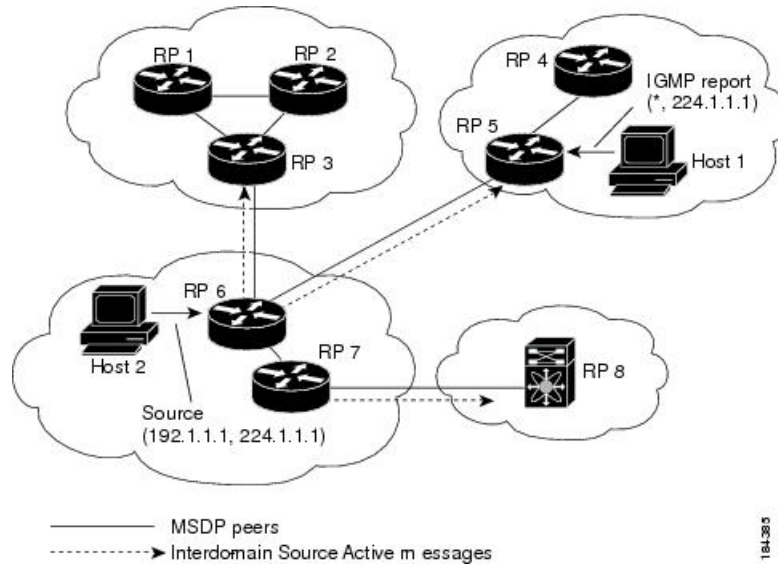 RP 1
RP 2
RP 3
RP 4
IGMP report
(*, 224.1.1.1)
RP 5
Host 1
RP 6
Host 2
RP 7
RP 8
Source
(192.1.1.1, 224.1.1.1)
MSDP peers
Interdomain Source Active messages
184385